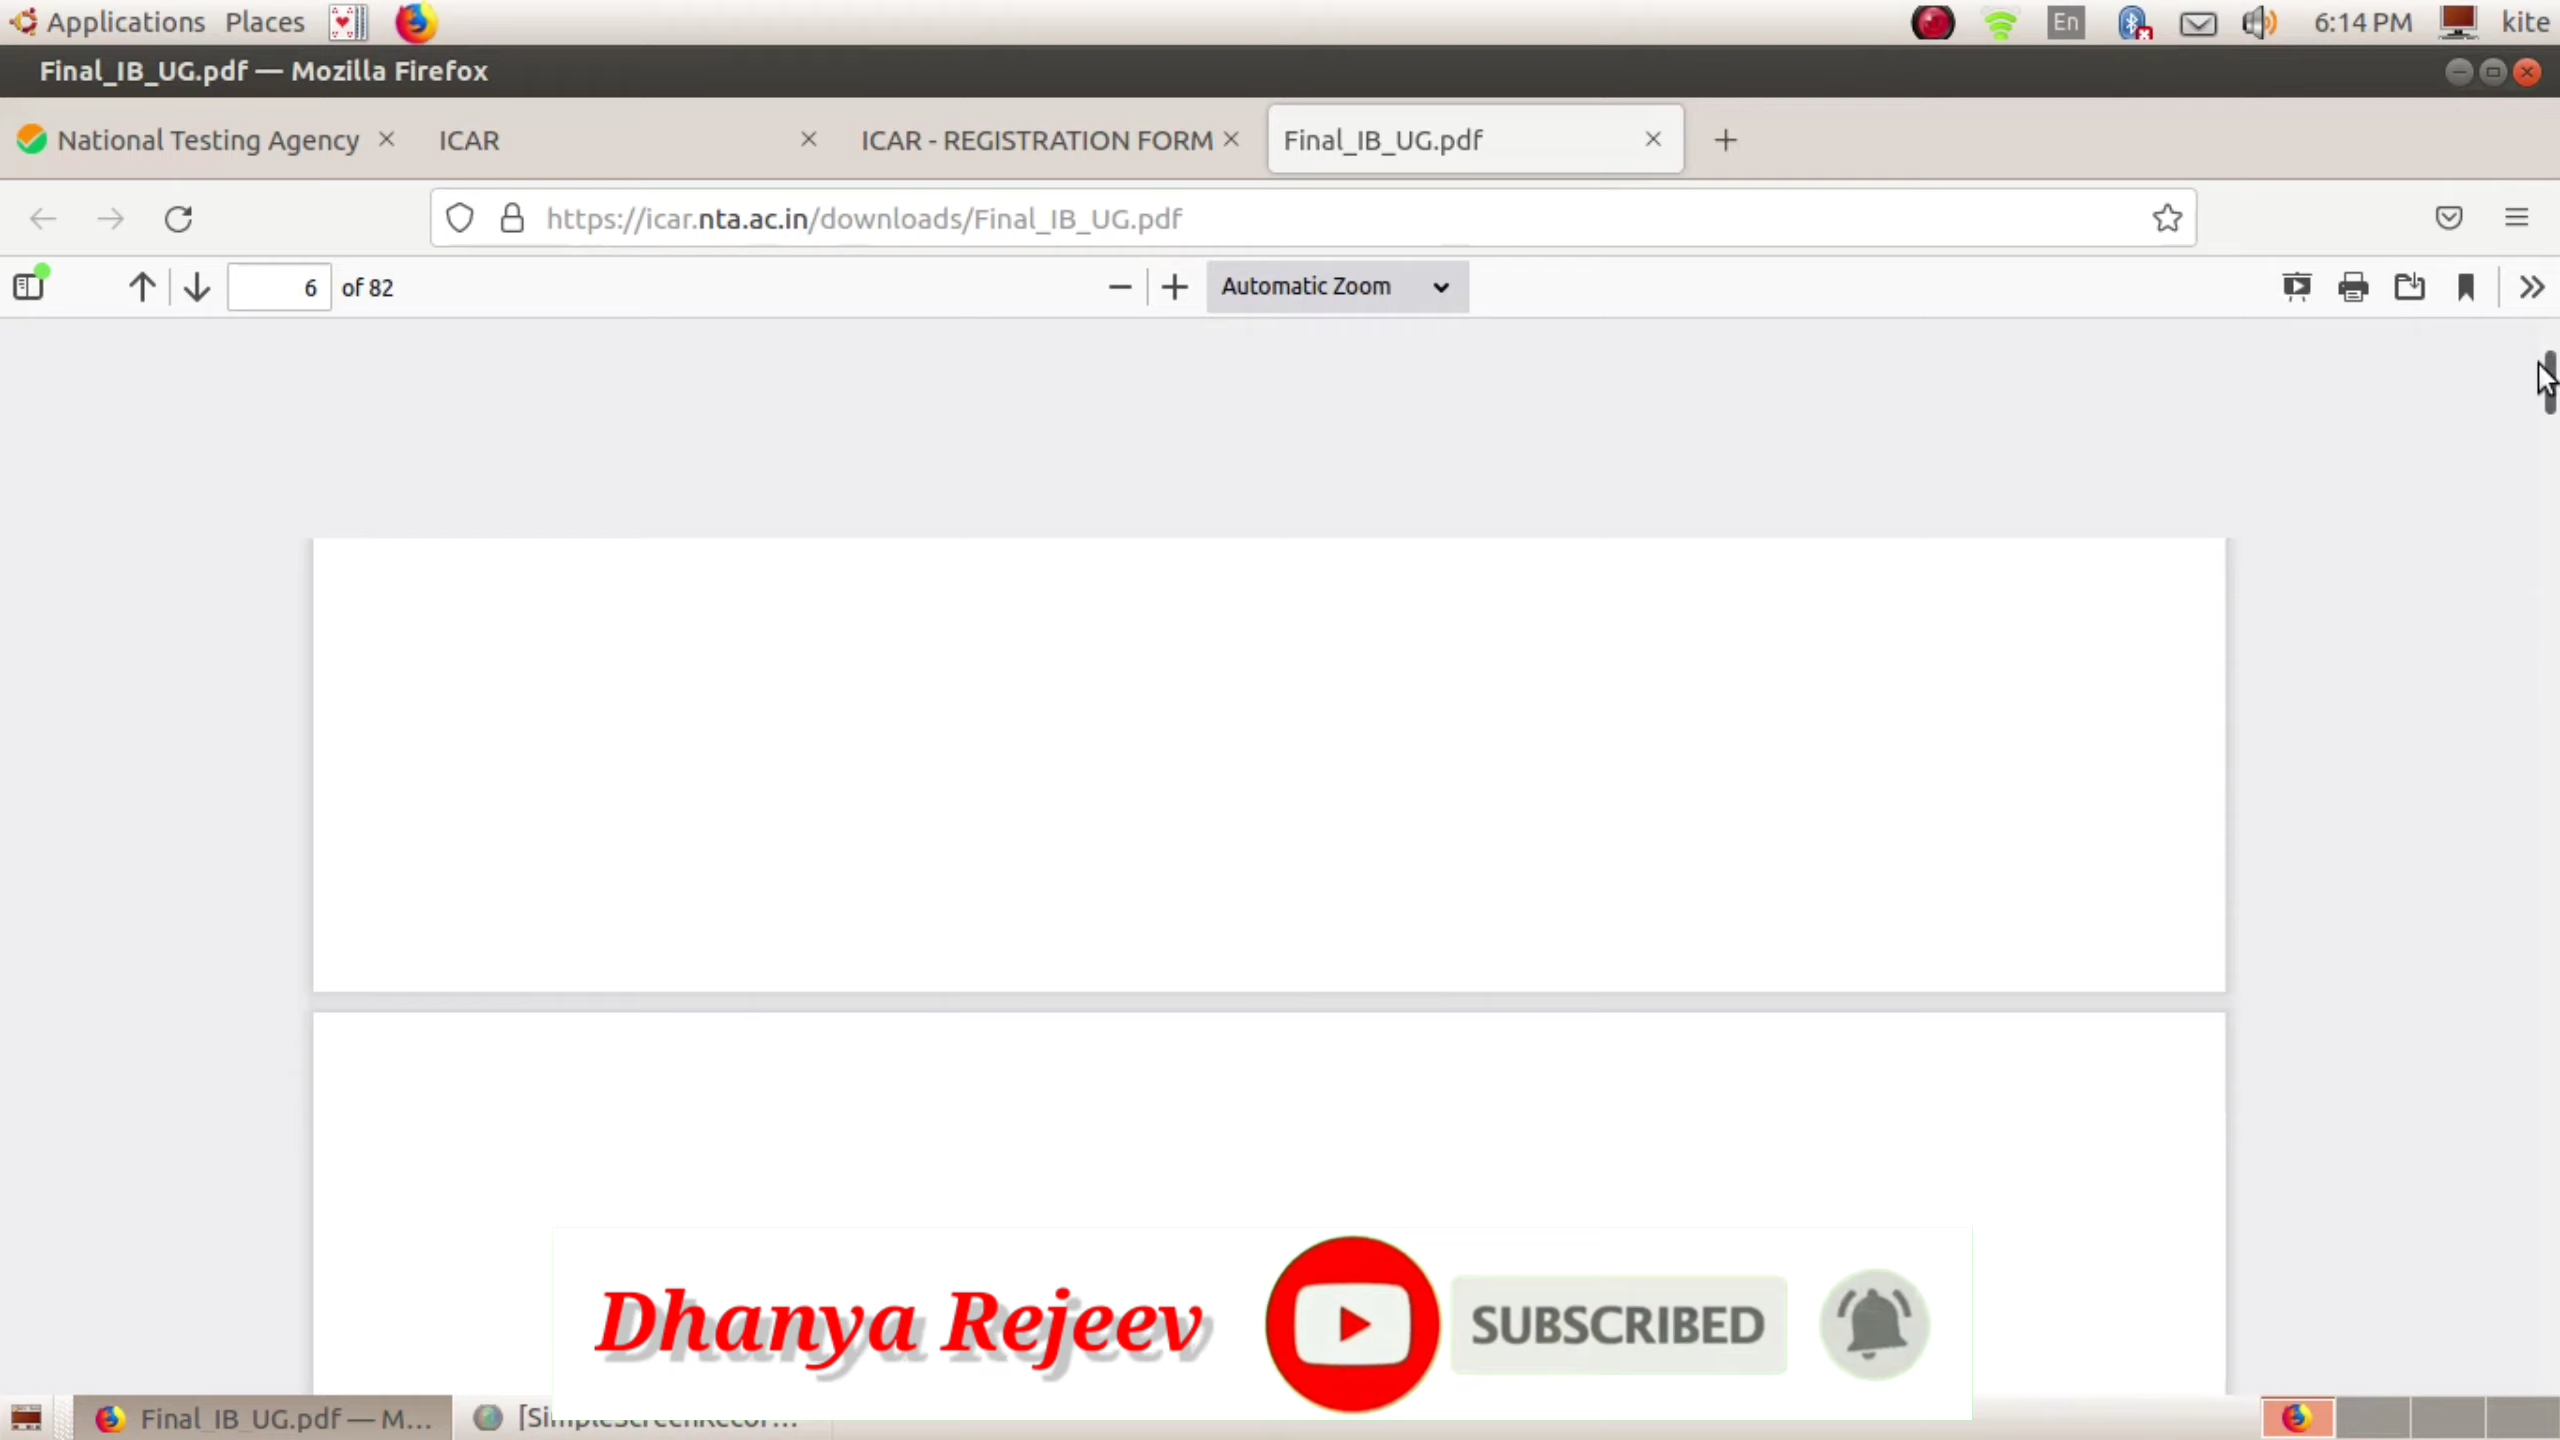 Applications Places En 6:14 PM kite
Final_IB_UG.pdf — Mozilla Firefox
National Testing Agency ICAR ICAR - REGISTRATION FORM Final_IB_UG.pdf
https://icar.nta.ac.in/downloads/Final_IB_UG.pdf
6 of 82 Automatic Zoom
Dhanya Rejeev SUBSCRIBED
Final_IB_UG.pdf — M...